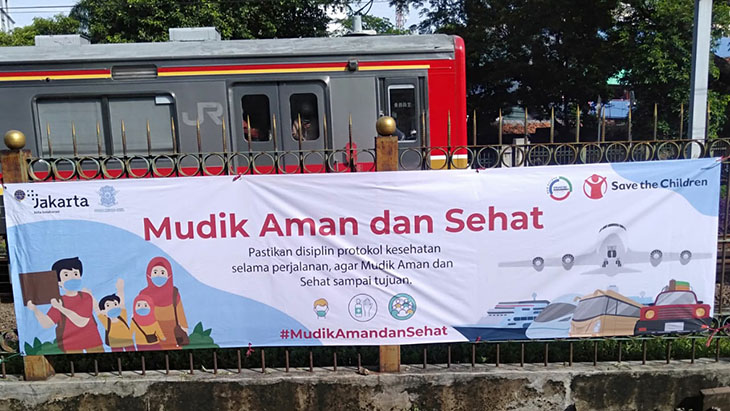 JR
Jakarta
Save the Children
Mudik Aman dan Sehat
Pastikan disiplin protokol kesehatan
selama perjalanan, agar Mudik Aman dan
Sehat sampai tujuan.
#MudikAmandanSehat